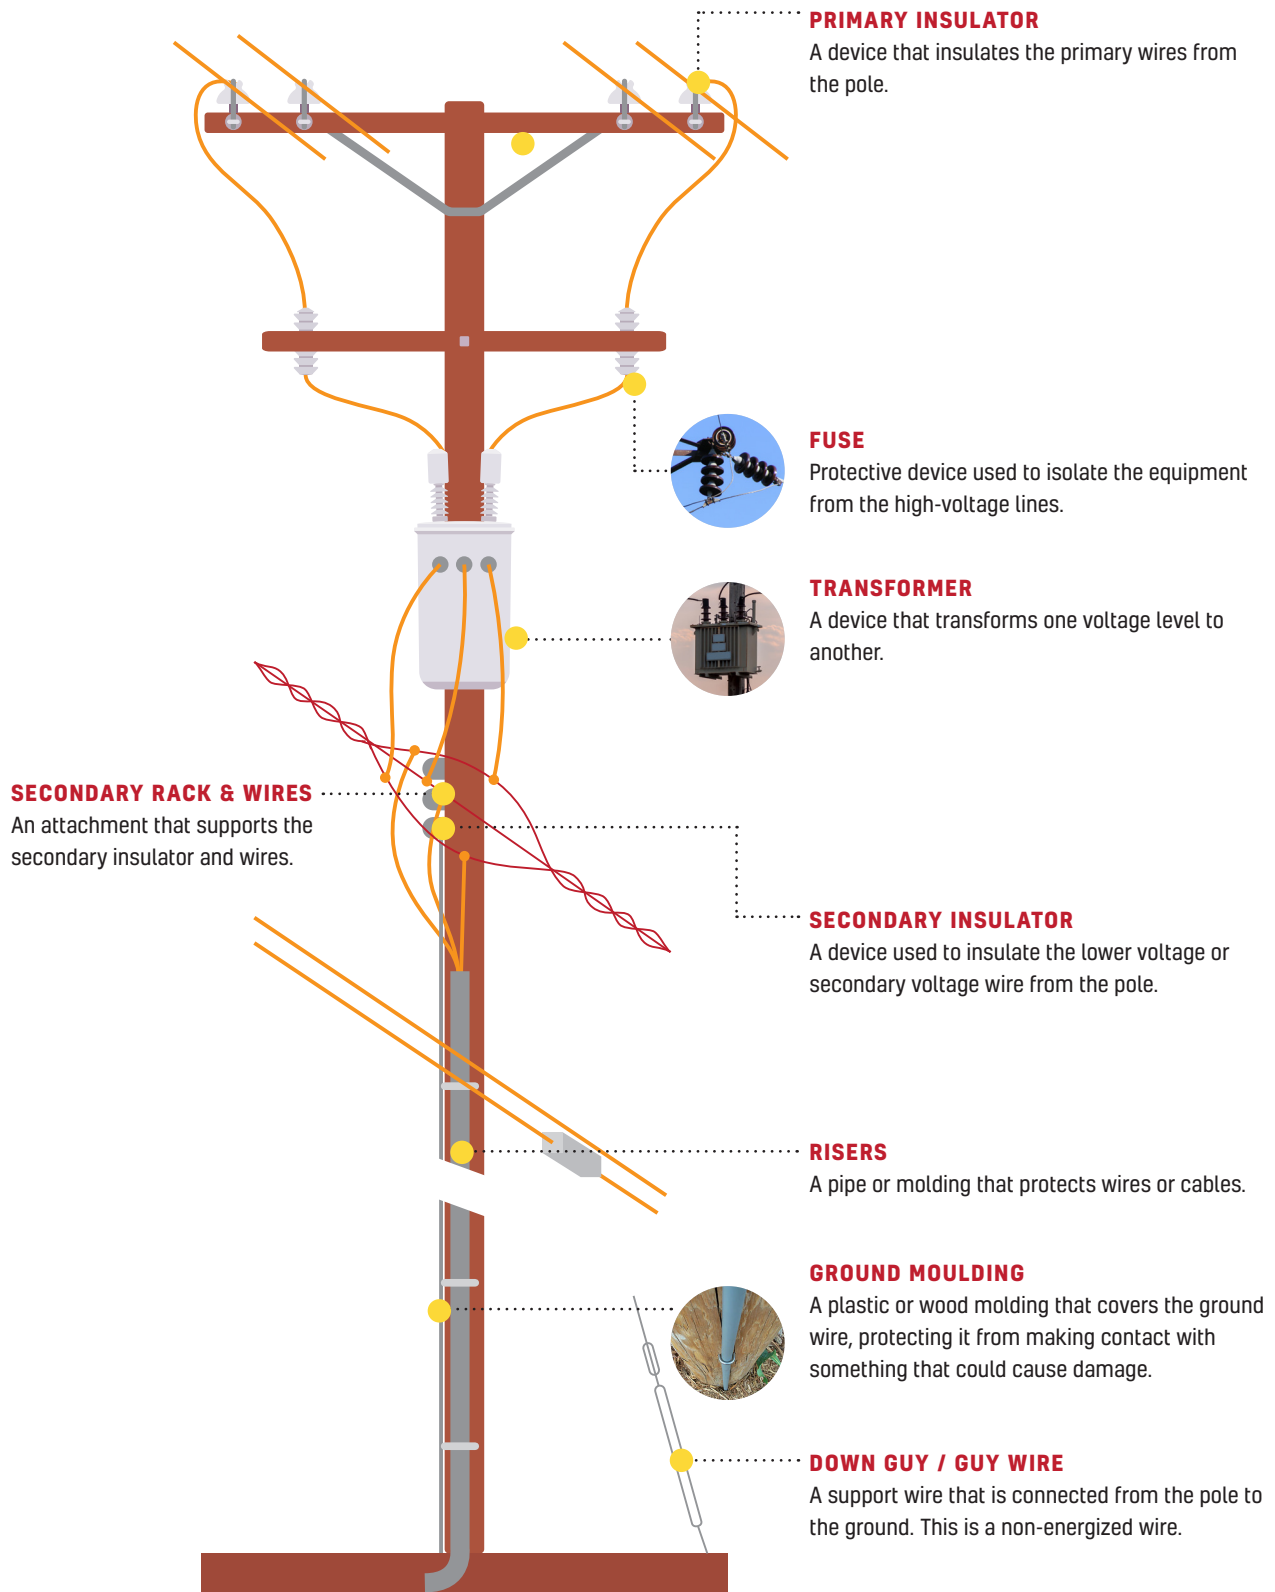 PRIMARY INSULATOR
A device that insulates the primary wires from
the pole.
FUSE
Protective device used to isolate the equipment
from the high-voltage lines.
TRANSFORMER
A device that transforms one voltage level to
another.
SECONDARY RACK & WIRES
An attachment that supports the
secondary insulator and wires.
SECONDARY INSULATOR
A device used to insulate the lower voltage or
secondary voltage wire from the pole.
RISERS
A pipe or molding that protects wires or cables.
GROUND MOULDING
A plastic or wood molding that covers the ground
wire, protecting it from making contact with
something that could cause damage.
DOWN GUY / GUY WIRE
A support wire that is connected from the pole to
the ground. This is a non-energized wire.